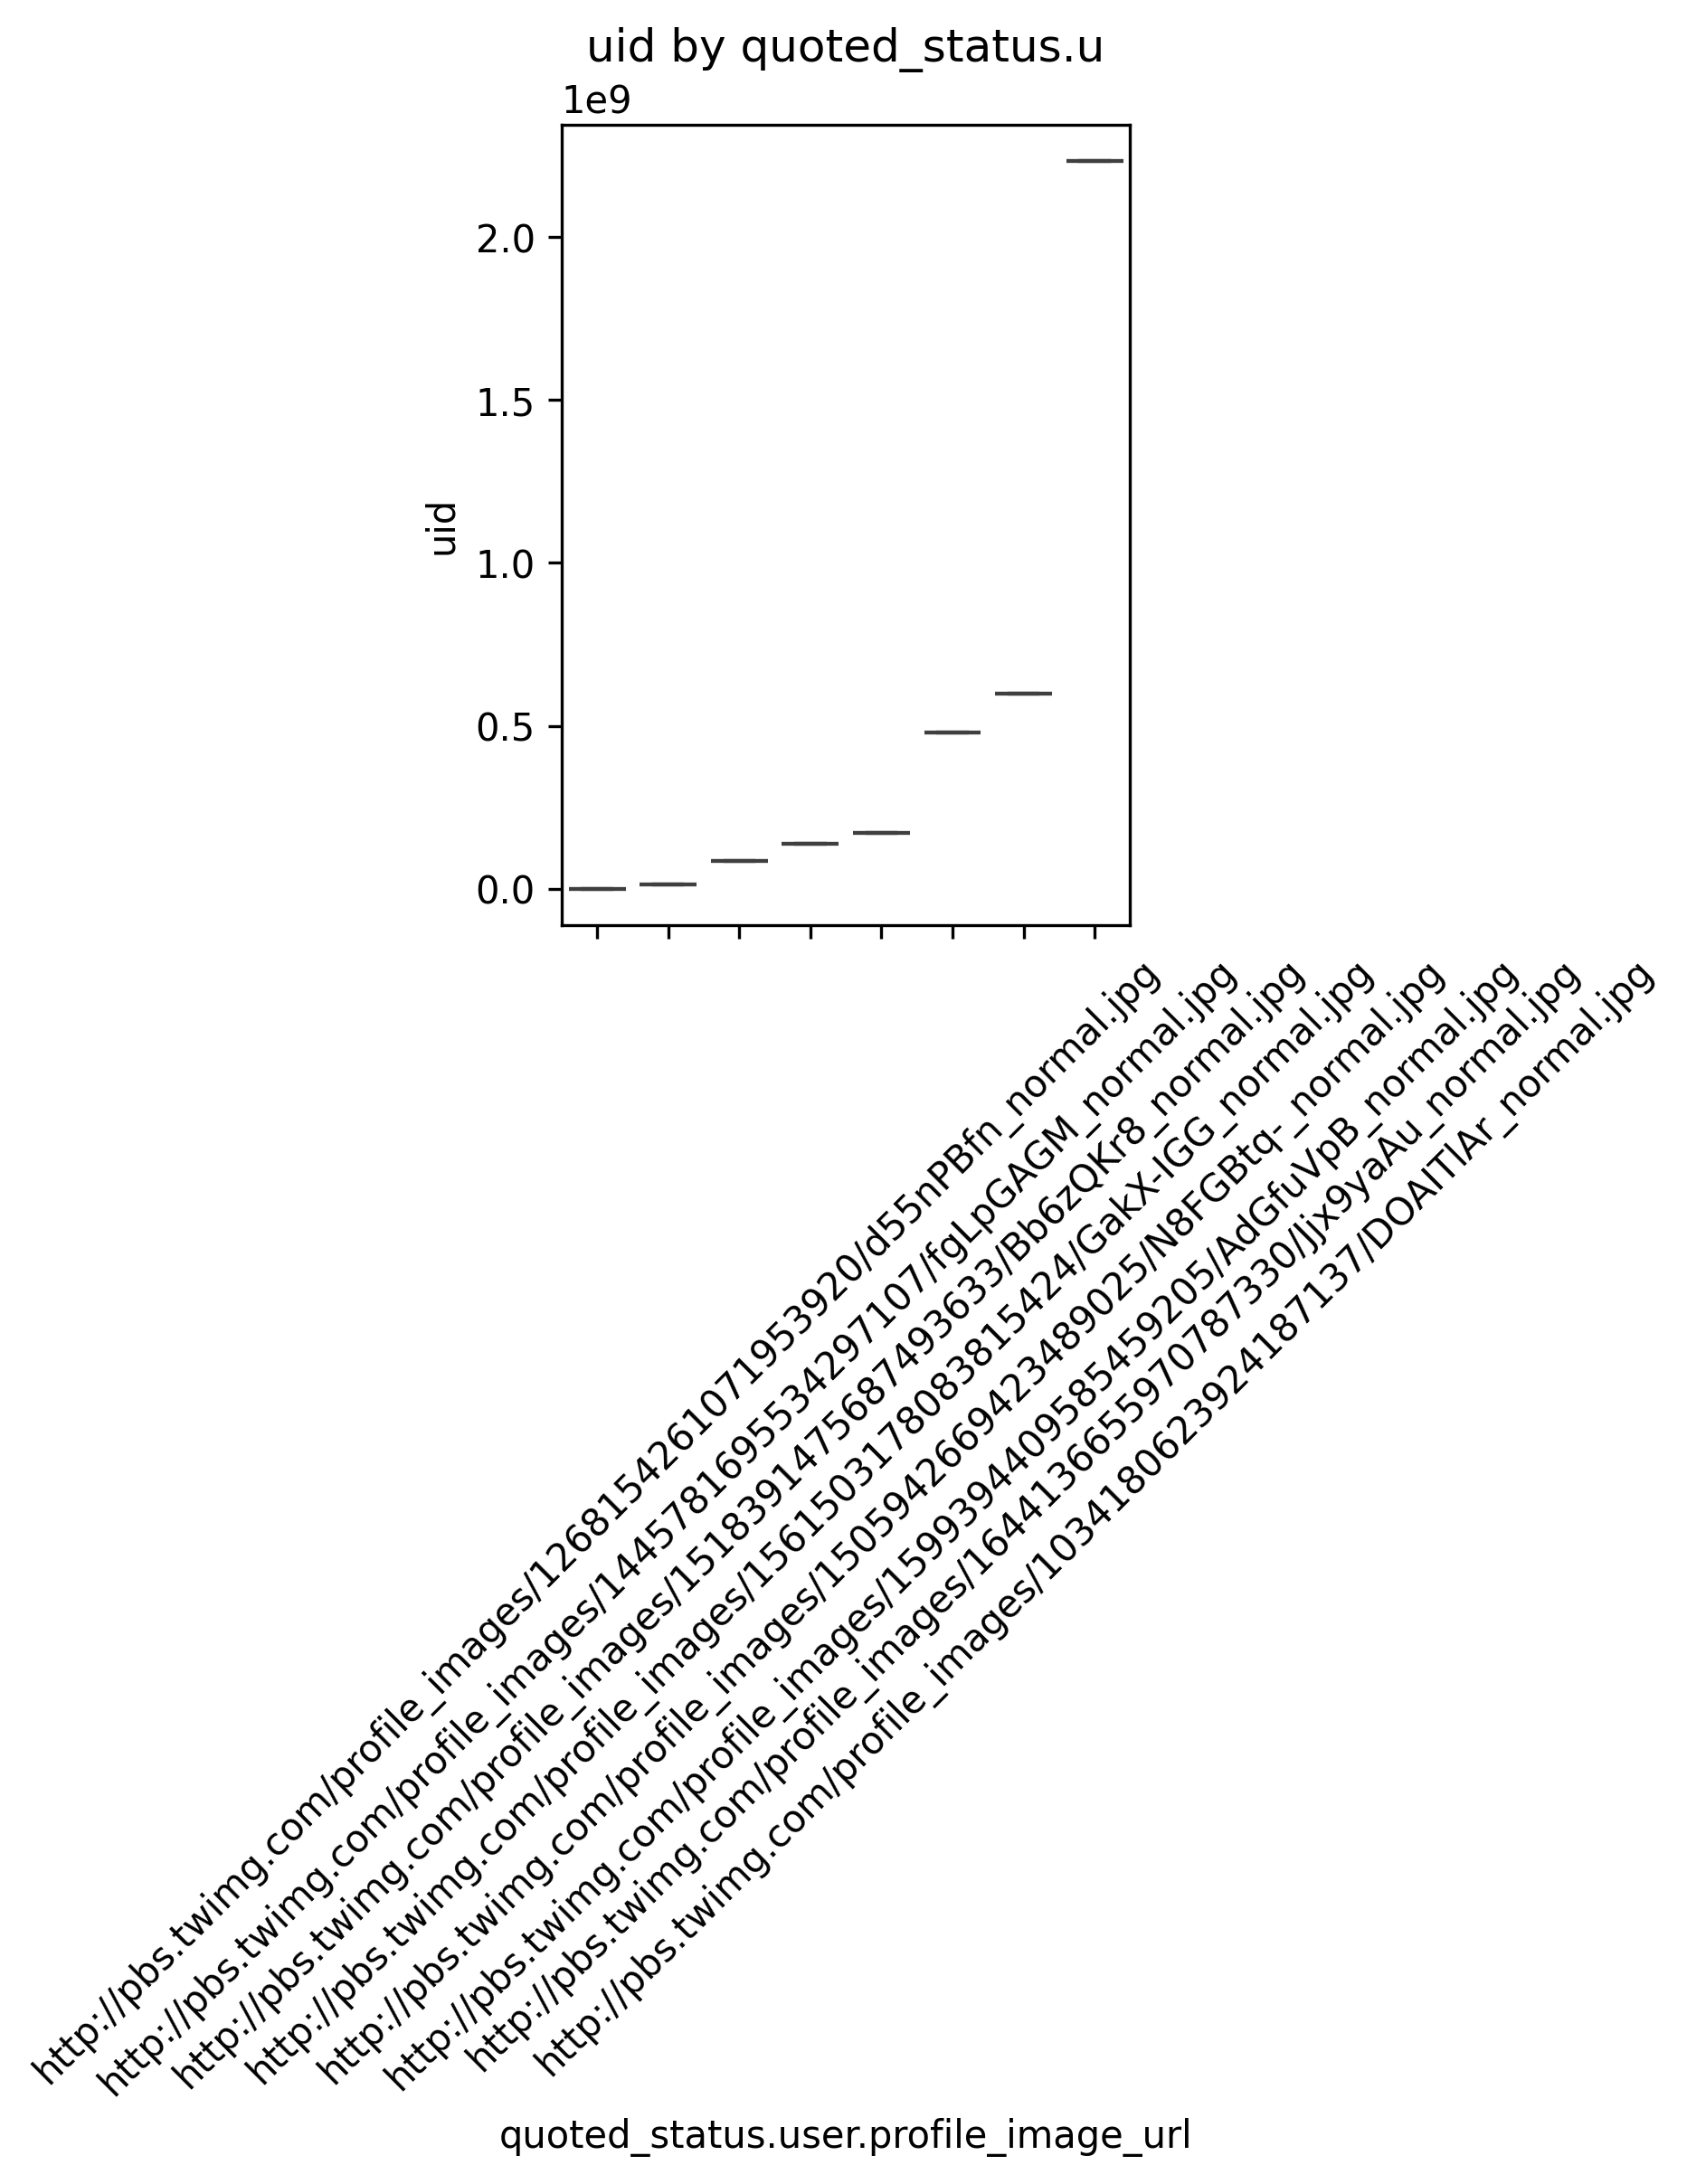 uid by quoted_status.u
1e9
2.0
1.5
1.0
0.5
0.0
uid
http://pbs.twimg.com/profile_images/1268154261071953920/d55nPBfn_normal.jpg
http://pbs.twimg.com/profile_images/1445781695534297107/fgLpGAGM_normal.jpg
http://pbs.twimg.com/profile_images/1518391475687493633/Bb6zQKr8_normal.jpg
http://pbs.twimg.com/profile_images/1561503178083815424/GakX-lGG_normal.jpg
http://pbs.twimg.com/profile_images/1505942669423489025/N8FGBtq-_normal.jpg
http://pbs.twimg.com/profile_images/1599394409585459205/AdGfuVpB_normal.jpg
http://pbs.twimg.com/profile_images/1644136655970787330/Jjx9yaAu_normal.jpg
http://pbs.twimg.com/profile_images/1034180623924187137/DOAITlAr_normal.jpg
quoted_status.user.profile_image_url